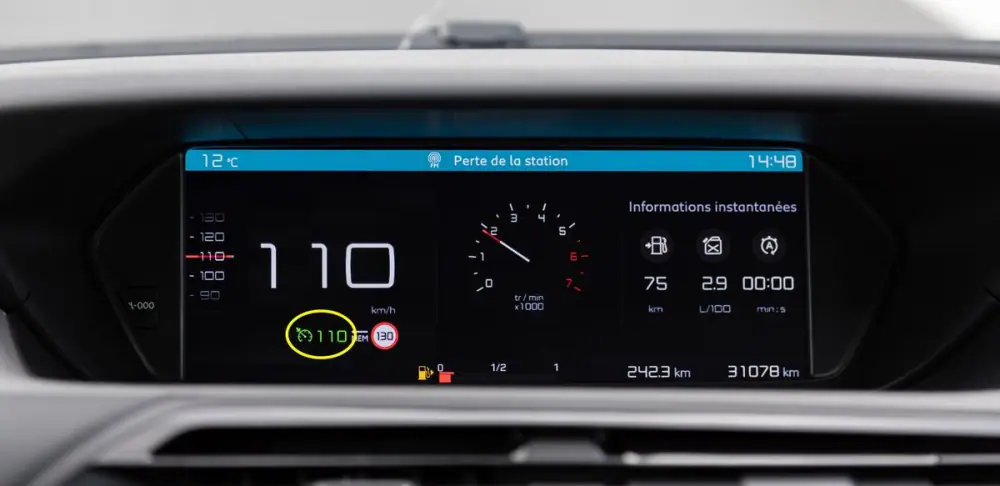 12 °C
FM Perte de la station
14:48
130
120
110
100
90
110
km/h
110 MEM 130
0 1 2 3 4 5 6 7
tr / min
x1000
Informations instantanées
75 2.9 00:00
km L/100 min:s
0 1/2 1
242.3 km 31078 km